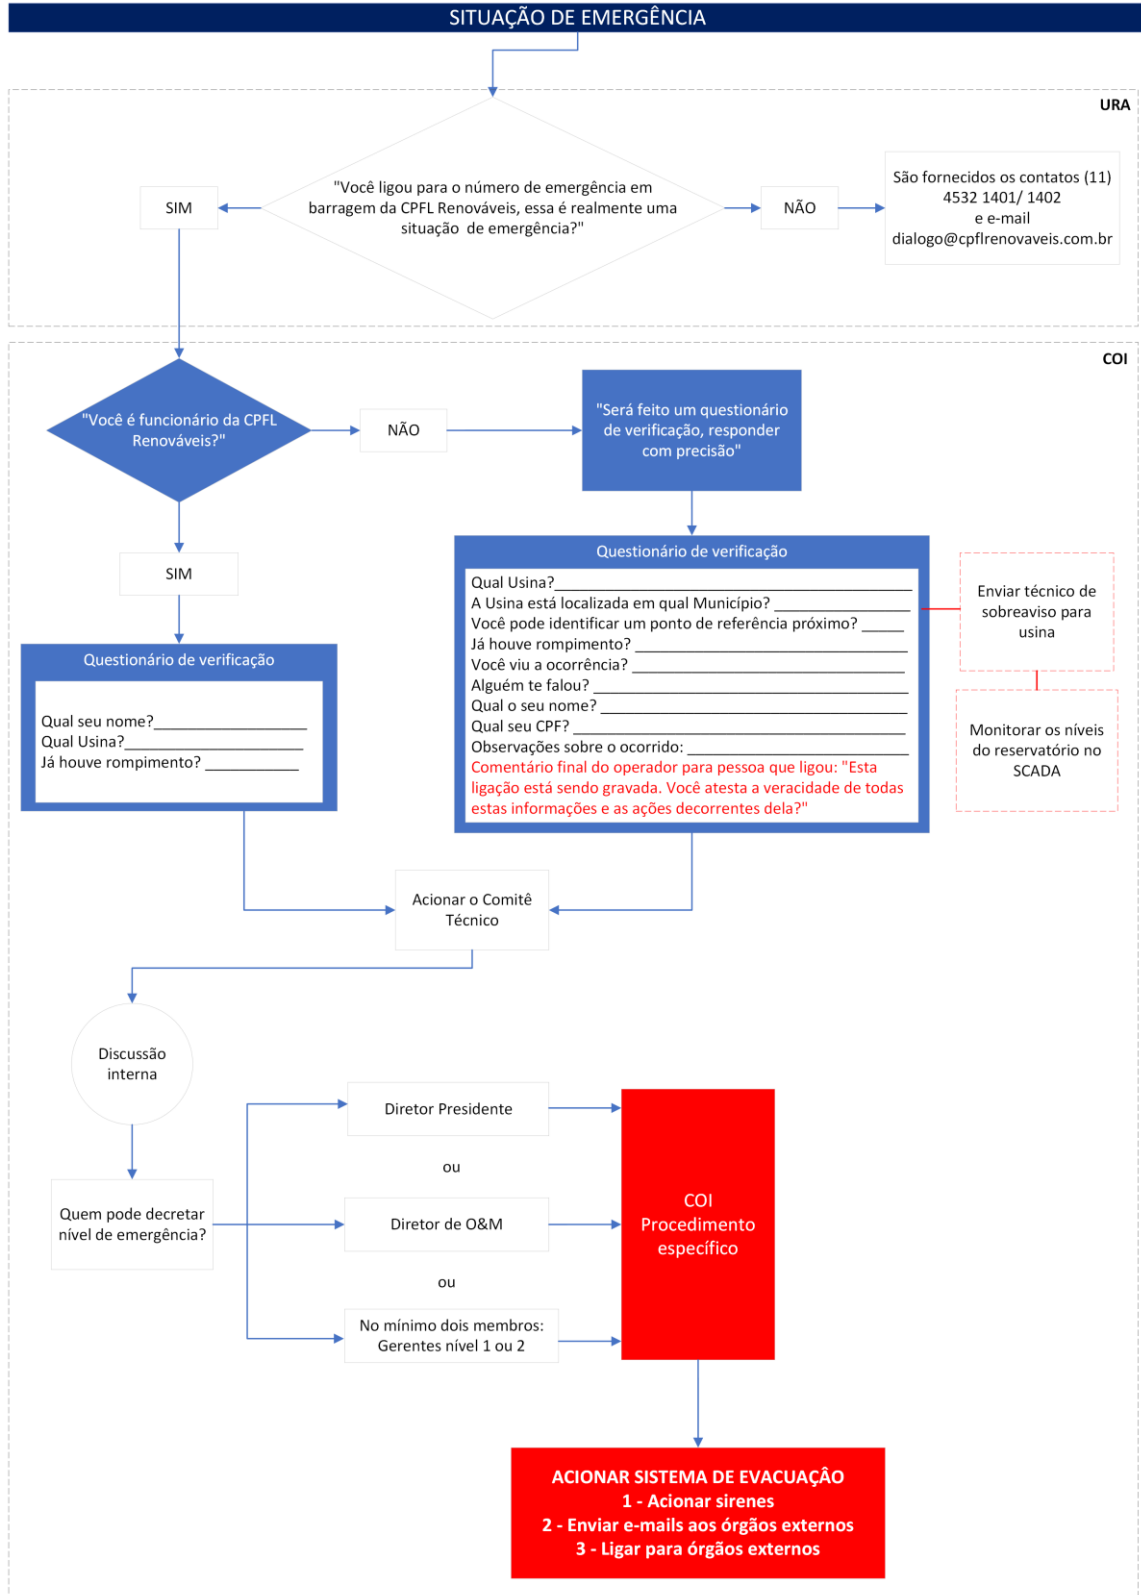 SITUAÇÃO DE EMERGÊNCIA
URA
"Você ligou para o número de emergência em
barragem da CPFL Renováveis, essa é realmente uma
situação de emergência?"
SIM
NÃO
São fornecidos os contatos (11)
4532 1401/ 1402
e e-mail
dialogo@cpflrenovaveis.com.br
COI
"Você é funcionário da CPFL
Renováveis?"
NÃO
"Será feito um questionário
de verificação, responder
com precisão"
SIM
Questionário de verificação
Qual seu nome?
Qual Usina?
Já houve rompimento?
Questionário de verificação
Qual Usina?
A Usina está localizada em qual Município?
Você pode identificar um ponto de referência próximo?
Já houve rompimento?
Você viu a ocorrência?
Alguém te falou?
Qual o seu nome?
Qual seu CPF?
Observações sobre o ocorrido:
Comentário final do operador para pessoa que ligou: "Esta
ligação está sendo gravada. Você atesta a veracidade de todas
estas informações e as ações decorrentes dela?"
Enviar técnico de
sobreaviso para
usina
Monitorar os níveis
do reservatório no
SCADA
Acionar o Comitê
Técnico
Discussão
interna
Quem pode decretar
nível de emergência?
Diretor Presidente
ou
Diretor de O&M
ou
No mínimo dois membros:
Gerentes nível 1 ou 2
COI
Procedimento
específico
ACIONAR SISTEMA DE EVACUAÇÂO
1 - Acionar sirenes
2 - Enviar e-mails aos órgãos externos
3 - Ligar para órgãos externos